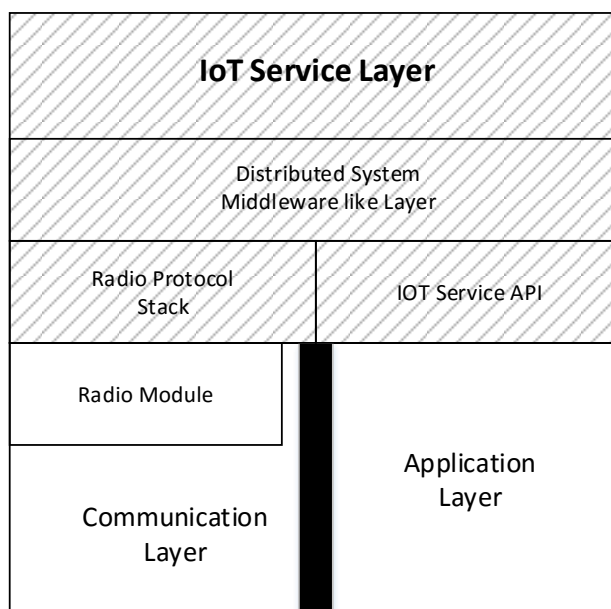 IoT Service Layer
Distributed System
Middleware like Layer
Radio Protocol
Stack
IOT Service API
Radio Module
Application
Layer
Communication
Layer